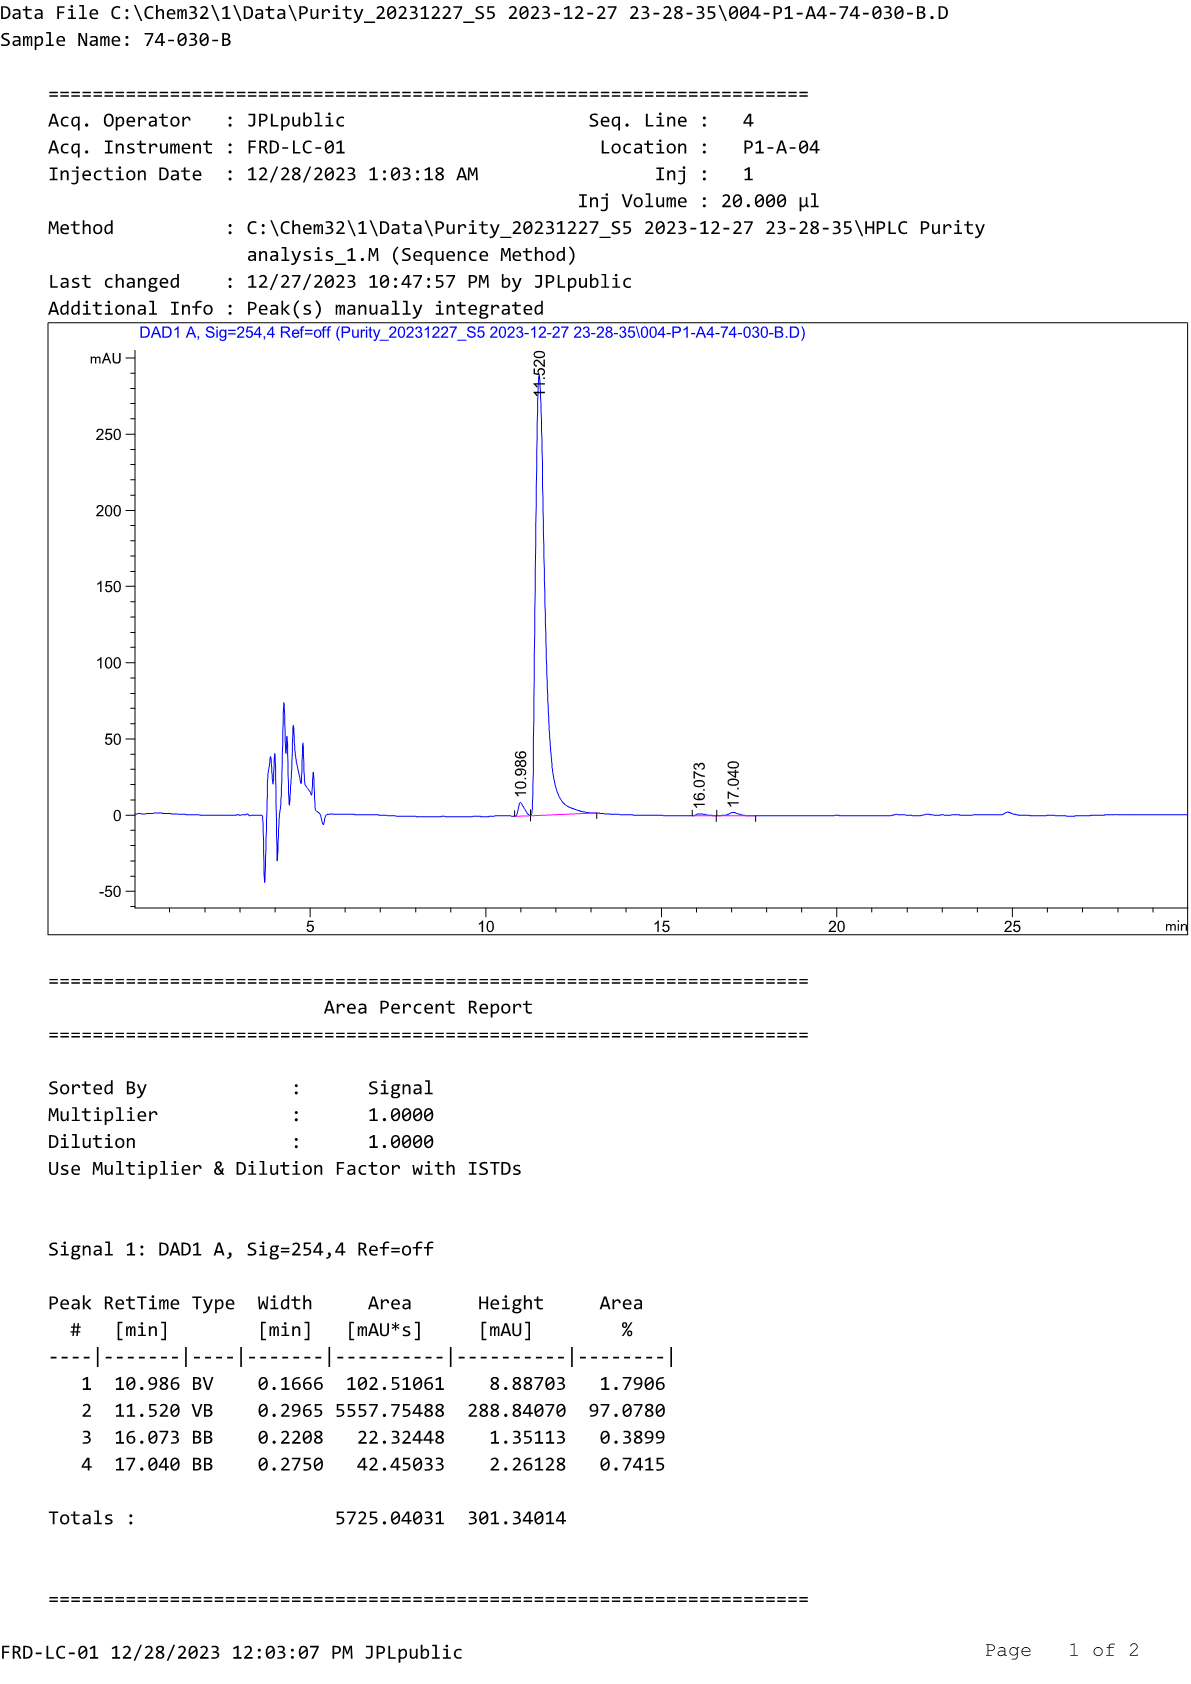 Data File C:\Chem32\1\Data\Purity_20231227_S5 2023-12-27 23-28-35\004-P1-A4-74-030-B.D
Sample Name: 74-030-B
=====================================================================
Acq. Operator   : JPLpublic                      Seq. Line :   4
Acq. Instrument : FRD-LC-01                       Location :   P1-A-04
Injection Date  : 12/28/2023 1:03:18 AM                Inj :   1
Inj Volume : 20.000 µl
Method          : C:\Chem32\1\Data\Purity_20231227_S5 2023-12-27 23-28-35\HPLC Purity
analysis_1.M (Sequence Method)
Last changed    : 12/27/2023 10:47:57 PM by JPLpublic
Additional Info : Peak(s) manually integrated
DAD1 A, Sig=254,4 Ref=off (Purity_20231227_S5 2023-12-27 23-28-35\004-P1-A4-74-030-B.D)
mAU
11.520
250
200
150
100
50
10.986
16.073
17.040
0
-50
5 10 15 20 25 min
=====================================================================
Area Percent Report
=====================================================================
Sorted By             :      Signal
Multiplier            :      1.0000
Dilution              :      1.0000
Use Multiplier & Dilution Factor with ISTDs
Signal 1: DAD1 A, Sig=254,4 Ref=off
Peak RetTime Type  Width     Area      Height     Area
#   [min]        [min]   [mAU*s]     [mAU]        %
----|-------|----|-------|----------|----------|--------|
1  10.986 BV    0.1666  102.51061    8.88703   1.7906
2  11.520 VB    0.2965 5557.75488  288.84070  97.0780
3  16.073 BB    0.2208   22.32448    1.35113   0.3899
4  17.040 BB    0.2750   42.45033    2.26128   0.7415
Totals :                  5725.04031  301.34014
=====================================================================
FRD-LC-01 12/28/2023 12:03:07 PM JPLpublic
Page   1 of 2